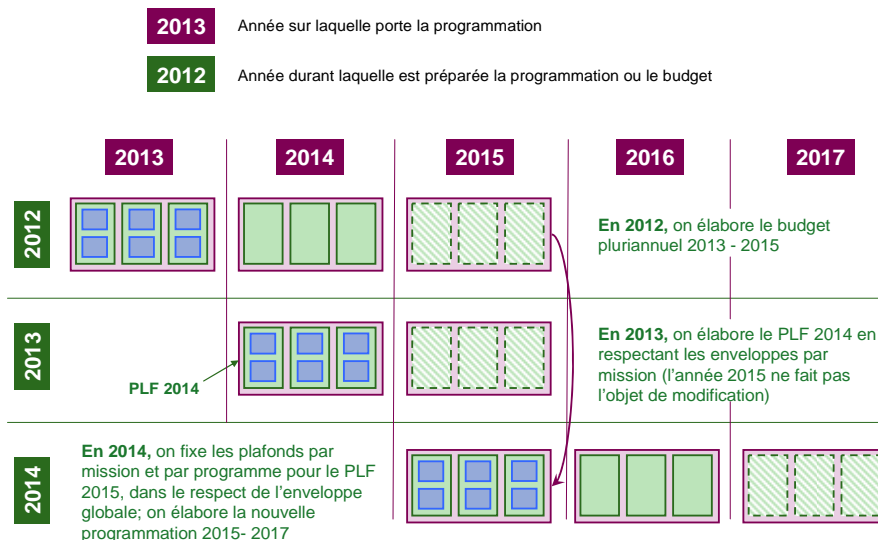 2013
Année sur laquelle porte la programmation
2012
Année durant laquelle est préparée la programmation ou le budget
2013
2014
2015
2016
2017
2012
En 2012, on élabore le budget
pluriannuel 2013 - 2015
2013
PLF 2014
En 2013, on élabore le PLF 2014 en
respectant les enveloppes par
mission (l'année 2015 ne fait pas
l'objet de modification)
2014
En 2014, on fixe les plafonds par
mission et par programme pour le PLF
2015, dans le respect de l'enveloppe
globale; on élabore la nouvelle
programmation 2015- 2017